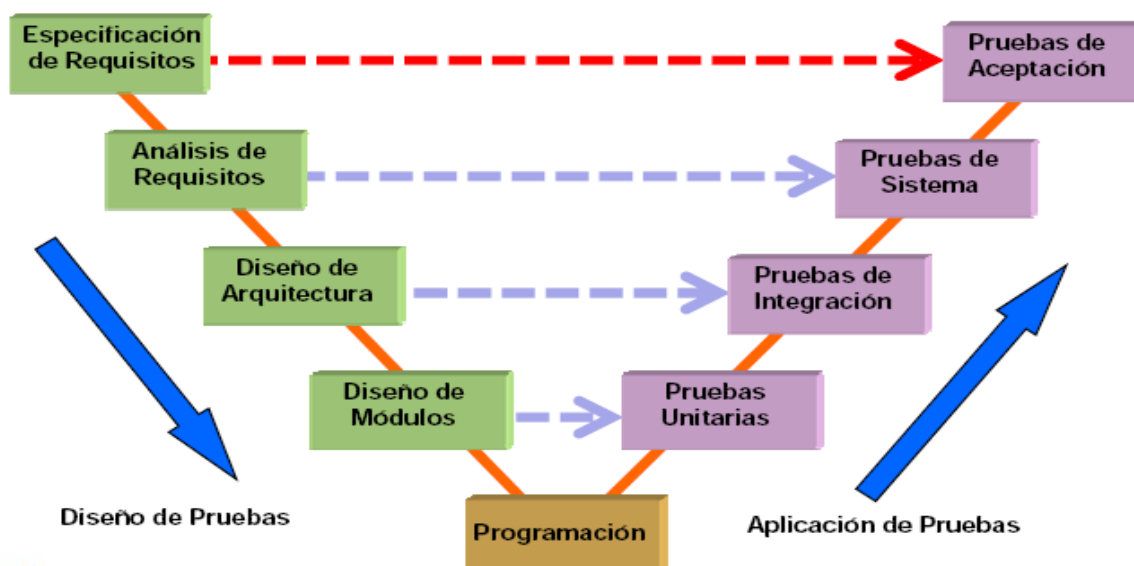 Especificación
de Requisitos
Pruebas de
Aceptación
Análisis de
Requisitos
Pruebas de
Sistema
Diseño de
Arquitectura
Pruebas de
Integración
Diseño de
Módulos
Pruebas
Unitarias
Diseño de Pruebas
Programación
Aplicación de Pruebas